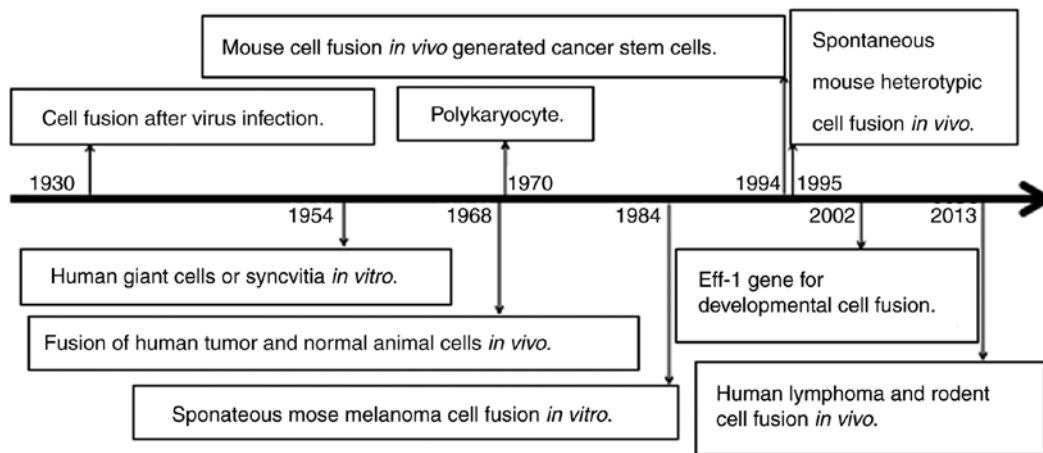 Mouse cell fusion in vivo generated cancer stem cells.
Spontaneous
mouse heterotypic
cell fusion in vivo.
Cell fusion after virus infection.
Polykaryocyte.
1930
1970
1994
1995
1954
1968
1984
2002
2013
Human giant cells or syncvitia in vitro.
Eff-1 gene for
developmental cell fusion.
Fusion of human tumor and normal animal cells in vivo.
Sponateous mose melanoma cell fusion in vitro.
Human lymphoma and rodent
cell fusion in vivo.